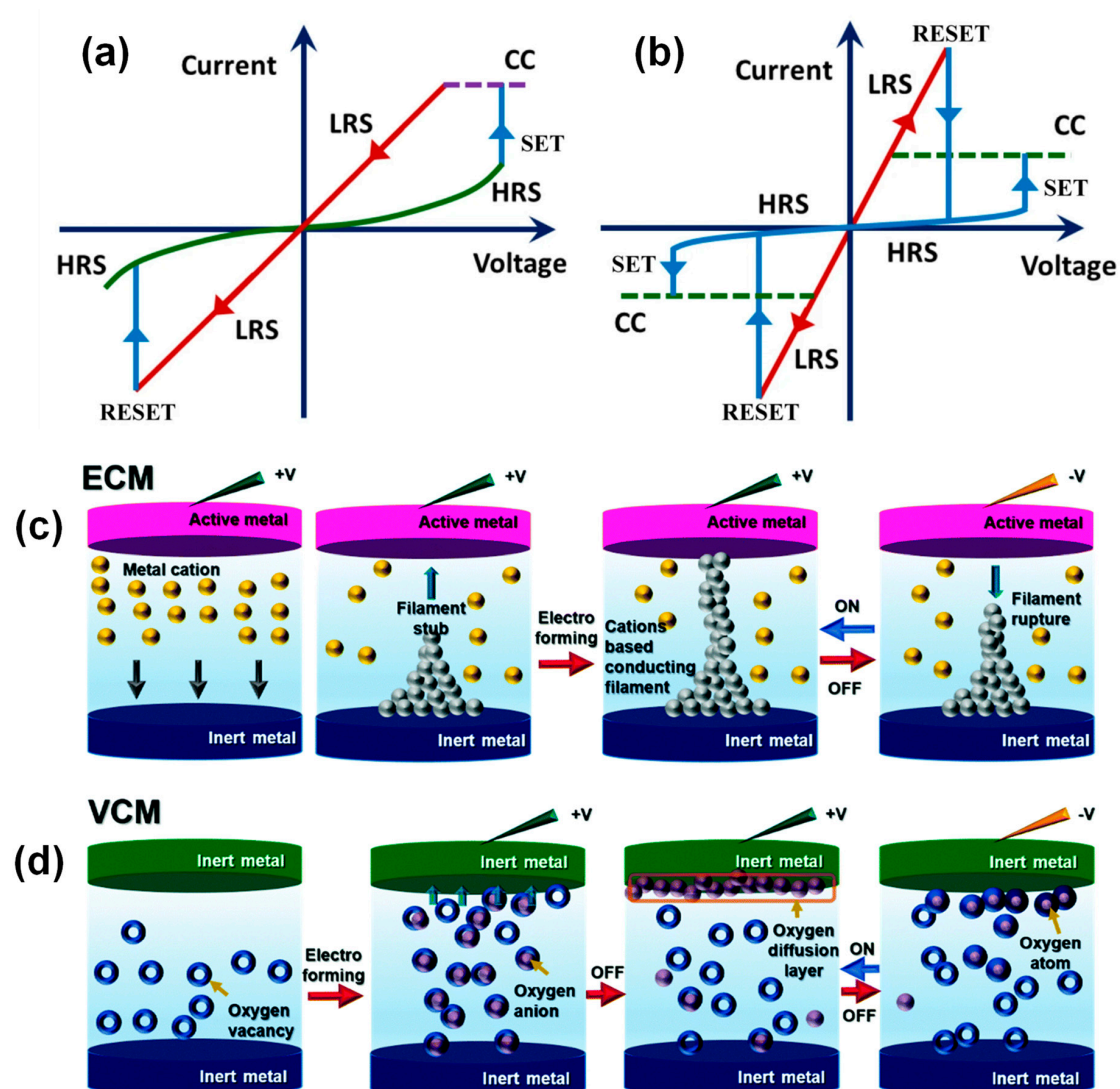 (a)
Current
CC
LRS
SET
HRS
Voltage
HRS
LRS
RESET
(b)
RESET
Current
LRS
CC
SET
HRS
HRS
Voltage
SET
CC
LRS
RESET
(c)
ECM
+V
Active metal
Metal cation
Inert metal
+V
Active metal
Filament
stub
Inert metal
Electro
forming
+V
Active metal
Cations
based
conducting
filament
Inert metal
ON
OFF
-V
Active metal
Filament
rupture
Inert metal
(d)
VCM
Inert metal
Oxygen
vacancy
Inert metal
Electro
forming
+V
Inert metal
Oxygen
anion
Inert metal
OFF
+V
Inert metal
Oxygen
diffusion
layer
Inert metal
ON
OFF
-V
Inert metal
Oxygen
atom
Inert metal